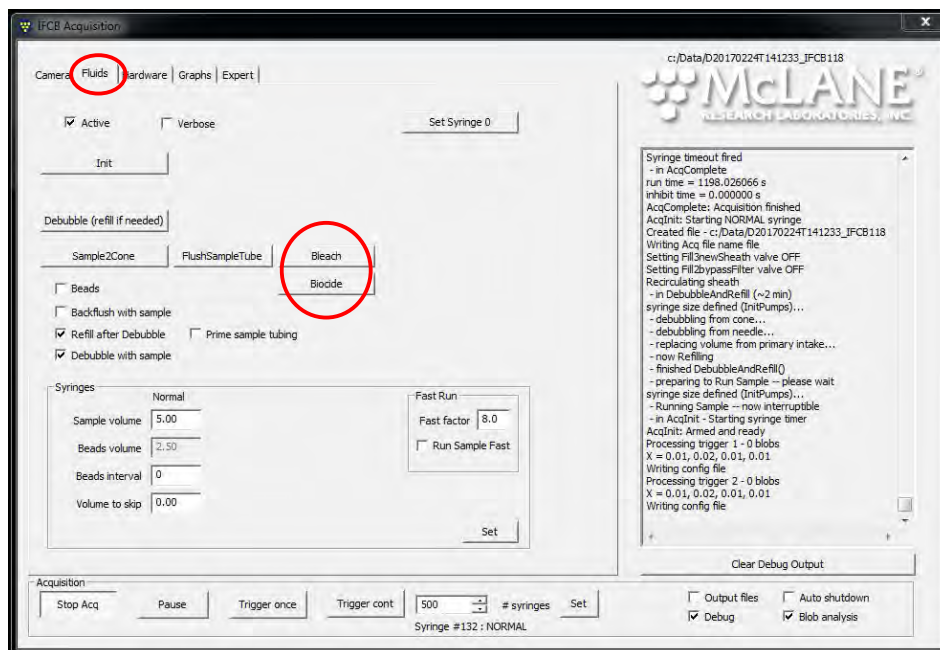 IFCB Acquisition
x
Camera Fluids Hardware Graphs Expert
c:/Data/D20170224T141233_IFCB118
McLANE
RESEARCH LABORATORIES, INC.
Active Verbose Set Syringe 0
Init
Debubble (refill if needed)
Sample2Cone FlushSampleTube Bleach
Biocide
Beads
Backflush with sample
Refill after Debubble Prime sample tubing
Debubble with sample
Syringes
Normal
Sample volume 5.00
Beads volume 2.50
Beads interval 0
Volume to skip 0.00
Fast Run
Fast factor 8.0
Run Sample Fast
Set
Syringe timeout fired
- in AcqComplete
run time = 1198.026066 s
inhibit time = 0.000000 s
AcqComplete: Acquisition finished
AcqInit: Starting NORMAL syringe
Created file - c:/Data/D20170224T141233_IFCB118
Writing Acq file name file
Setting Fill3newSheath valve OFF
Setting Fill2bypassFilter valve OFF
Recirculating sheath
- in DebubbleAndRefill (~2 min)
syringe size defined (InitPumps)...
- debubbling from cone...
- debubbling from needle...
- replacing volume from primary intake...
- now Refilling
- finished DebubbleAndRefill()
- preparing to Run Sample -- please wait
syringe size defined (InitPumps)...
- Running Sample -- now interruptible
- in AcqInit - Starting syringe timer
AcqInit: Armed and ready
Processing trigger 1 - 0 blobs
X = 0.01, 0.02, 0.01, 0.01
Writing config file
Processing trigger 2 - 0 blobs
X = 0.01, 0.02, 0.01, 0.01
Writing config file
Clear Debug Output
Acquisition
Stop Acq Pause Trigger once Trigger cont 500 # syringes Set
Syringe #132 : NORMAL
Output files Auto shutdown
Debug Blob analysis